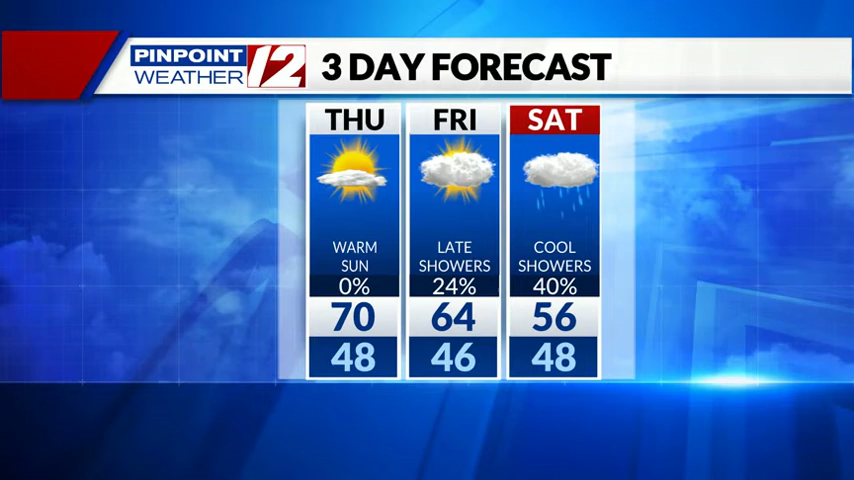 PINPOINT
WEATHER 12
3 DAY FORECAST
THU
WARM
SUN
0%
70
48
FRI
LATE
SHOWERS
24%
64
46
SAT
COOL
SHOWERS
40%
56
48